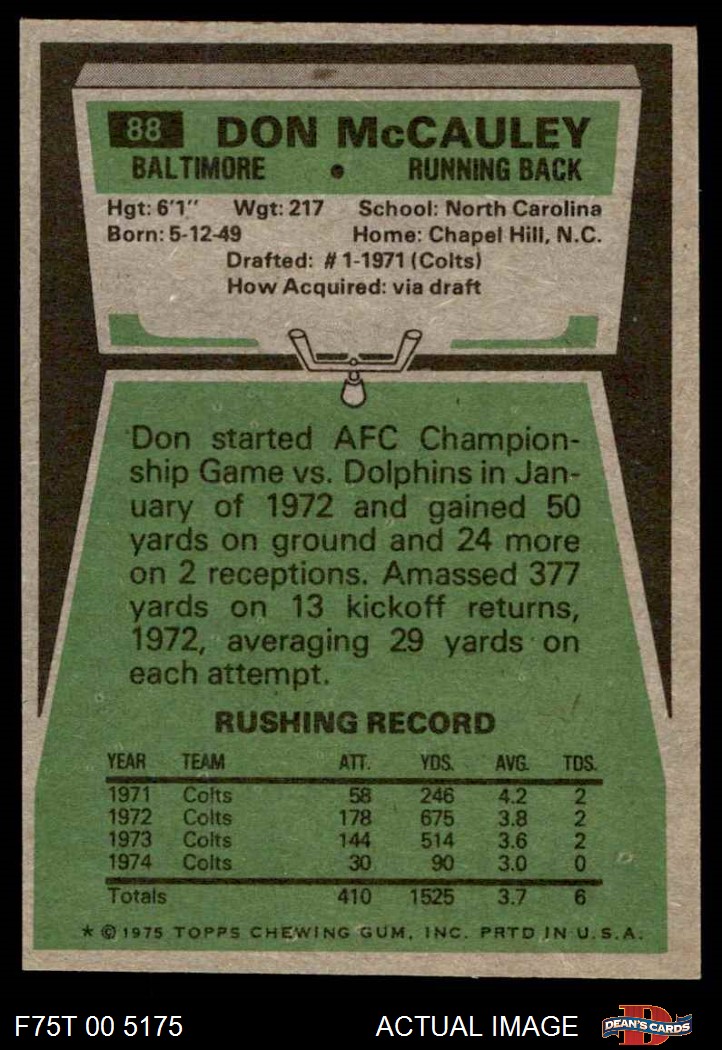 88 DON McCAULEY
BALTIMORE • RUNNING BACK
Hgt: 6'1" Wgt: 217 School: North Carolina
Born: 5-12-49 Home: Chapel Hill, N.C.
Drafted: #1-1971 (Colts)
How Acquired: via draft
Don started AFC Champion-
ship Game vs. Dolphins in Jan-
uary of 1972 and gained 50
yards on ground and 24 more
on 2 receptions. Amassed 377
yards on 13 kickoff returns,
1972, averaging 29 yards on
each attempt.
RUSHING RECORD
YEAR TEAM ATT. YDS. AVG. TDS.
1971 Colts 58 246 4.2 2
1972 Colts 178 675 3.8 2
1973 Colts 144 514 3.6 2
1974 Colts 30 90 3.0 0
Totals 410 1525 3.7 6
* © 1975 TOPPS CHEWING GUM, INC. PRTD IN U.S.A.
F75T 00 5175 ACTUAL IMAGE DEAN'S CARDS